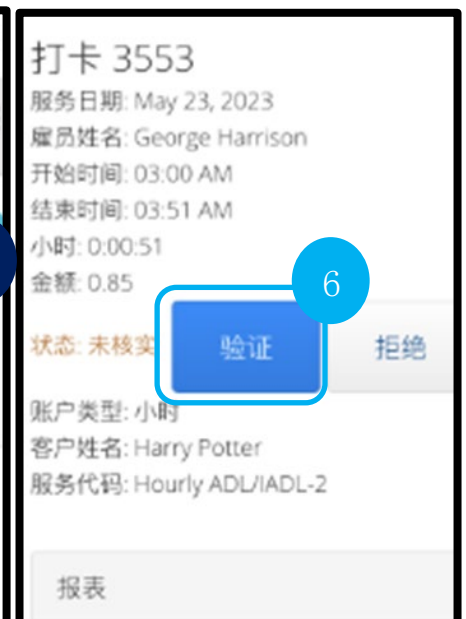 打卡 3553
服务日期: May 23, 2023
雇员姓名: George Harrison
开始时间: 03:00 AM
结束时间: 03:51 AM
小时: 0:00:51
金额: 0.85
6
状态: 未核实 验证 拒绝
账户类型: 小时
客户姓名: Harry Potter
服务代码: Hourly ADL/IADL-2
报表